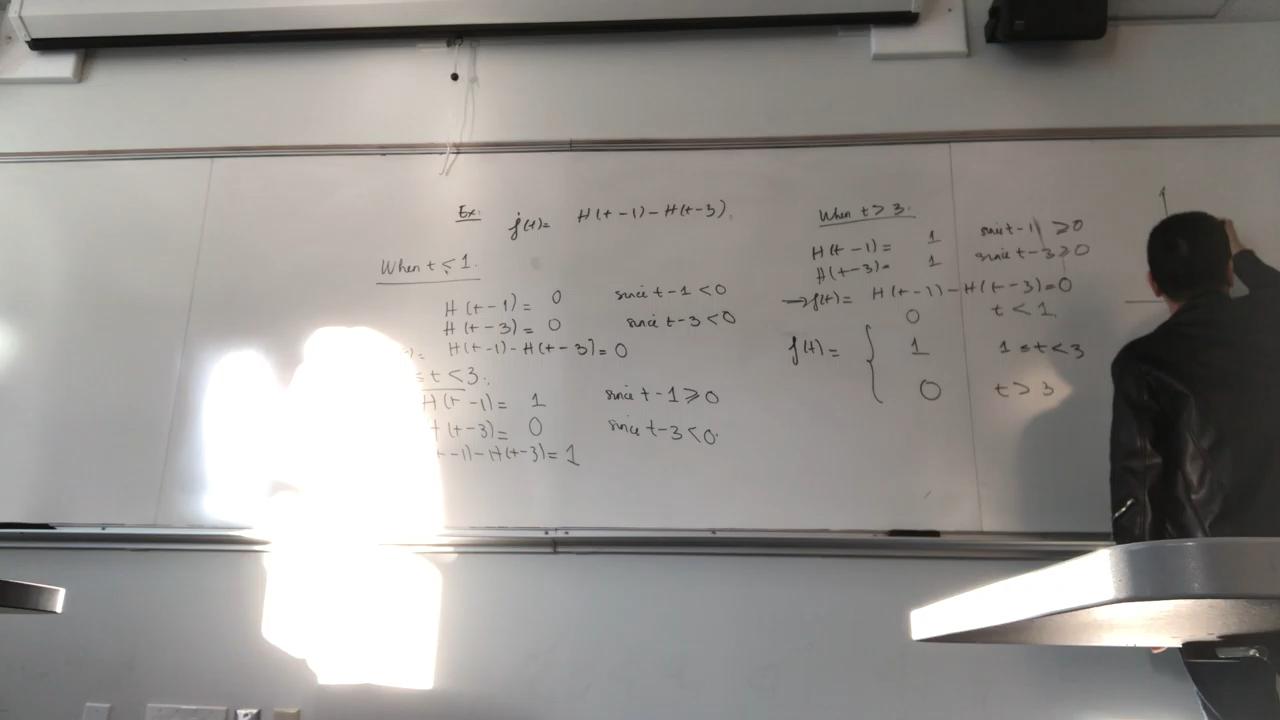 Ex: f(t)= H(t-1)-H(t-3).
When t≤1.
H(t-1)= 0 since t-1<0
H(t-3)= 0 since t-3<0
)= H(t-1)-H(t-3)=0
≤t<3.
H(t-1)= 1 since t-1⩾0
H(t-3)= 0 since t-3<0.
t-1)-H(t-3)=1
When t>3.
H(t-1)= 1 since t-1 ⩾0
H(t-3)= 1 since t-3⩾0
→f(t)= H(t-1)-H(t-3)=0
f(t)= {
0 t<1.
1 1≤t<3
0 t>3